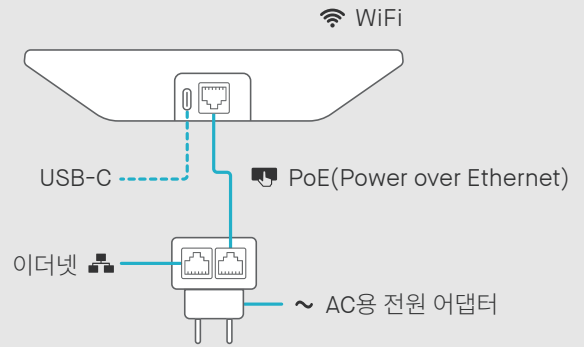 WiFi
USB-C
PoE(Power over Ethernet)
이더넷
AC용 전원 어댑터